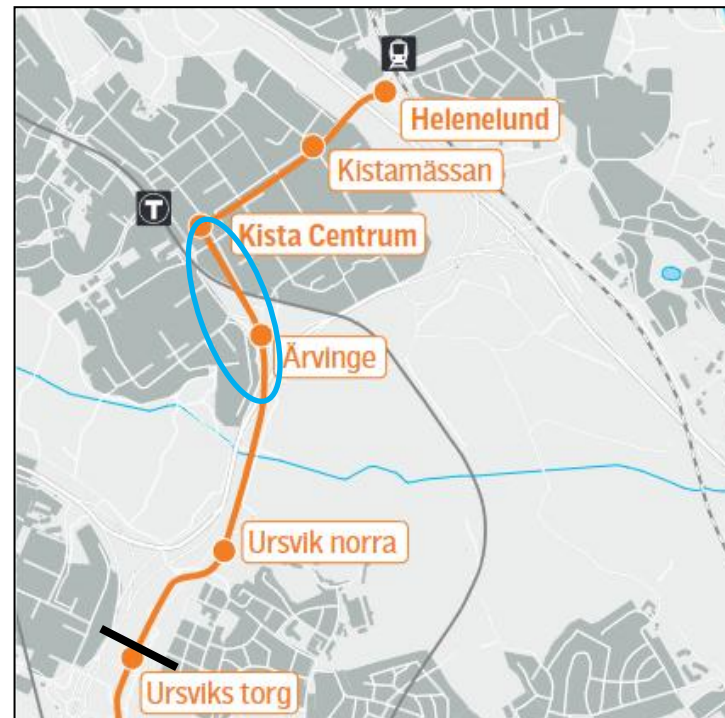 Helenelund
Kistamässan
T
Kista Centrum
Ärvinge
Ursvik norra
Ursviks torg